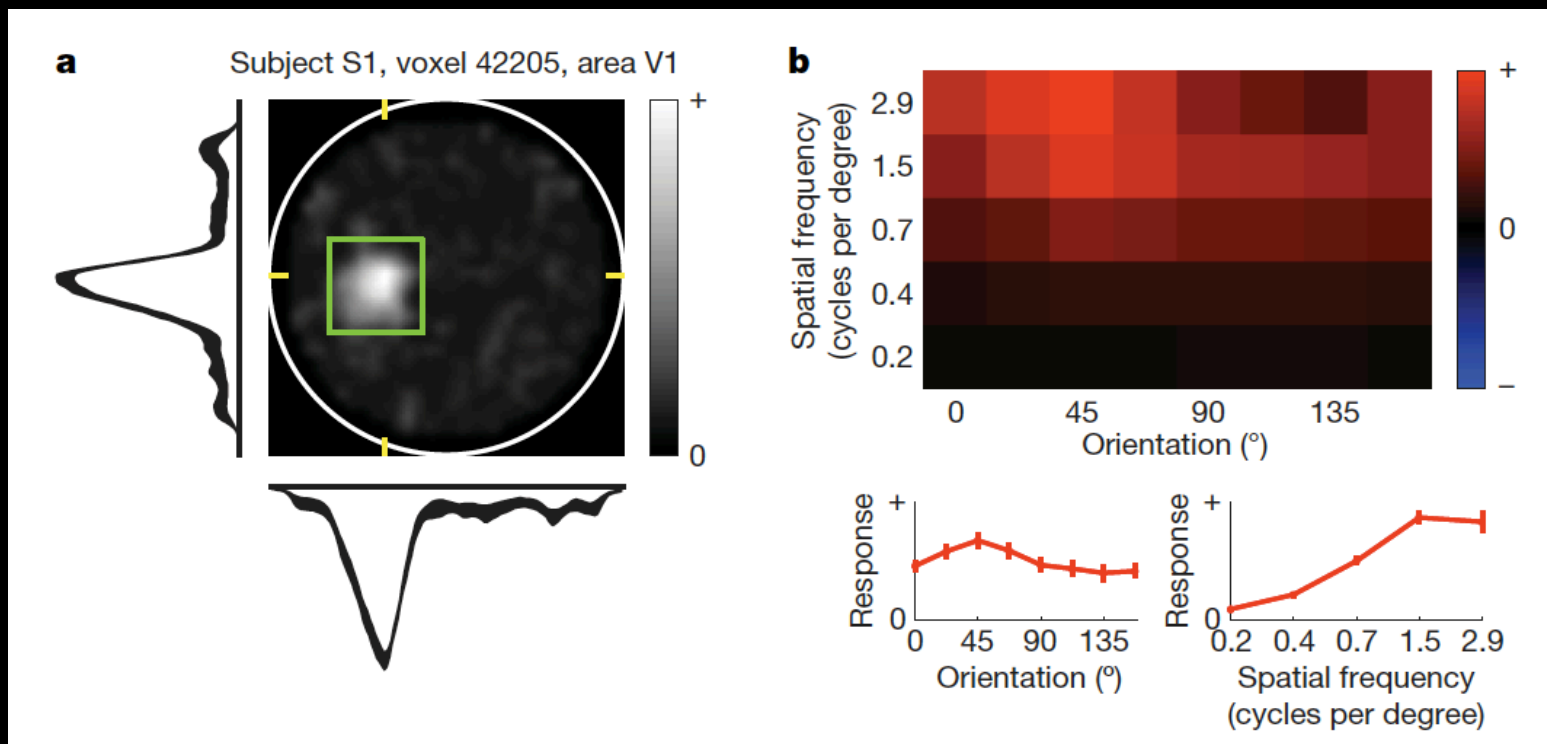 a
Subject S1, voxel 42205, area V1
+
0
b
Spatial frequency
(cycles per degree)
2.9
1.5
0.7
0.4
0.2
0 45 90 135
Orientation (°)
+
0
−
Response
+
0
0 45 90 135
Orientation (º)
Response
+
0
0.2 0.4 0.7 1.5 2.9
Spatial frequency
(cycles per degree)